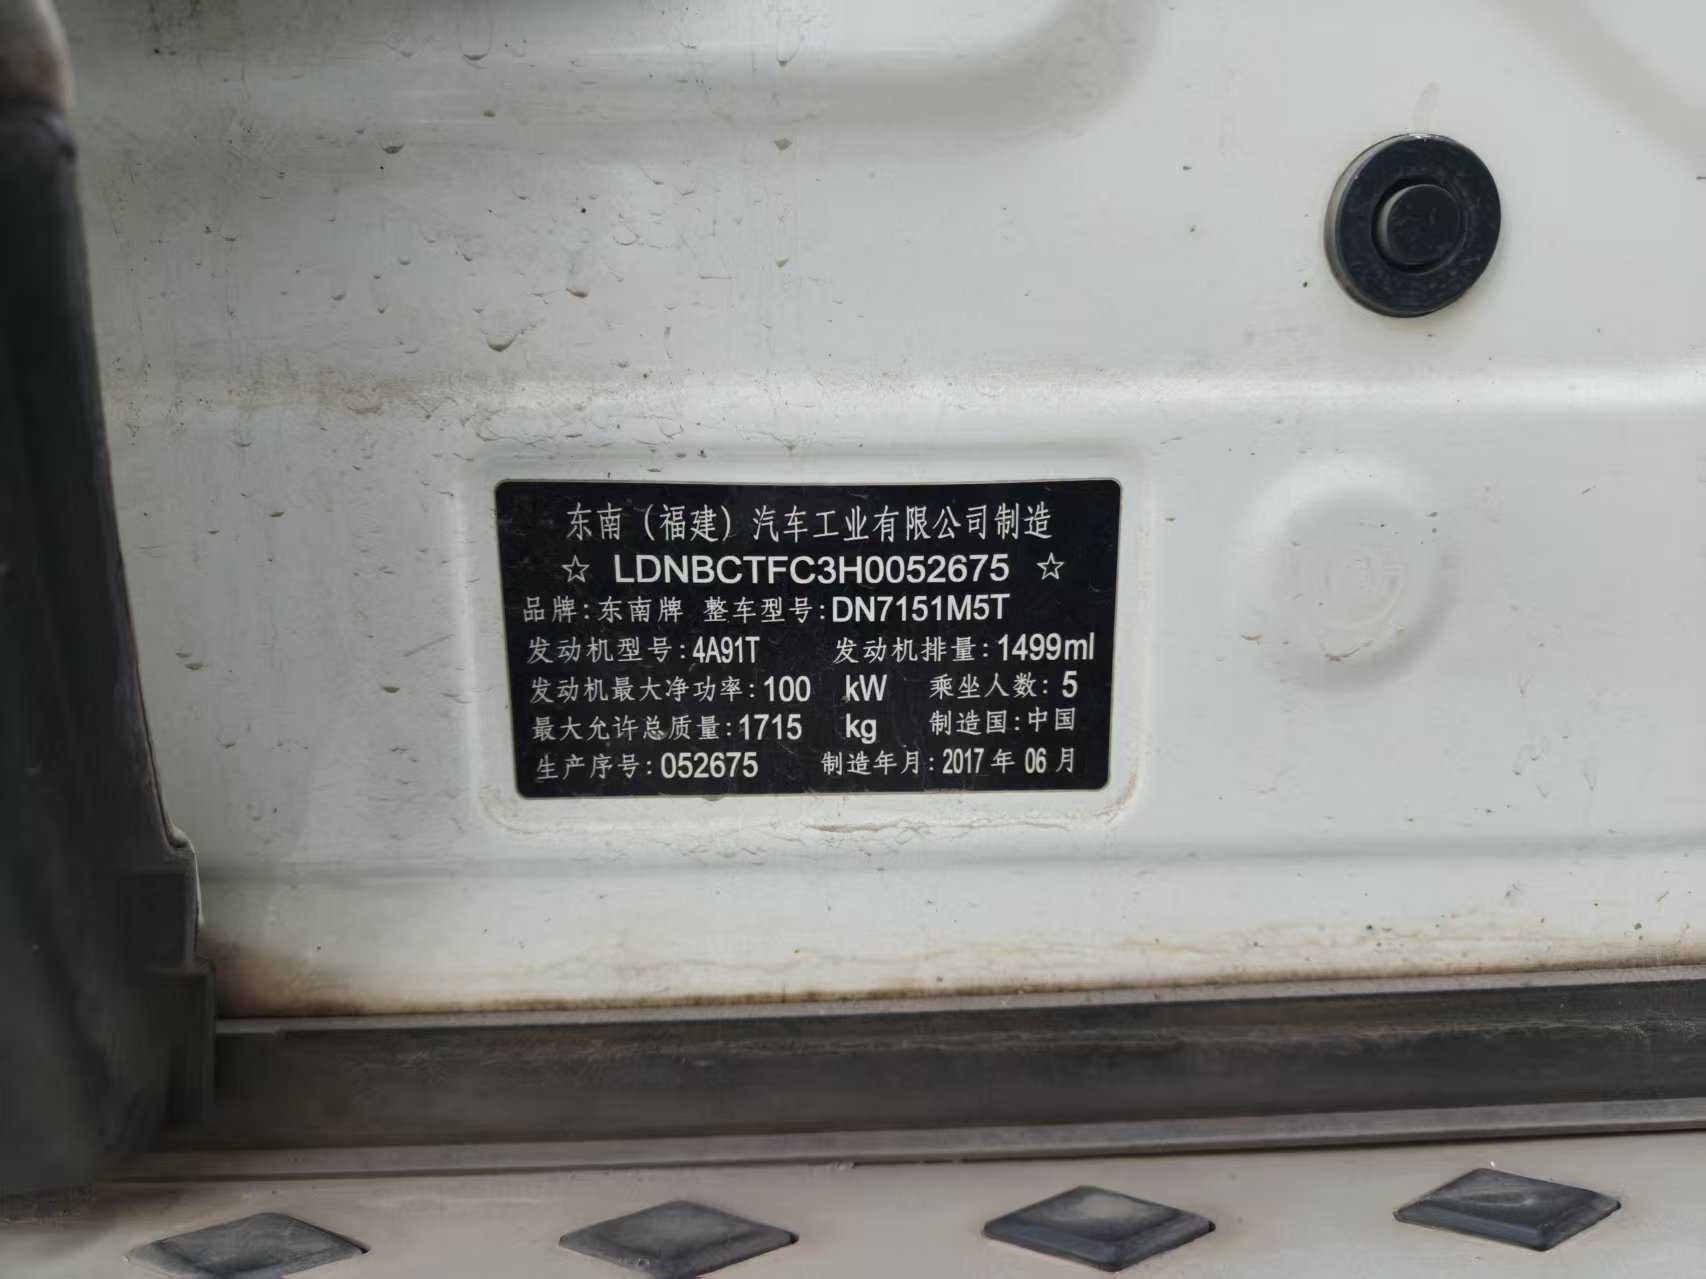 东南（福建）汽车工业有限公司制造
☆ LDNBCTFC3H0052675 ☆
品牌:东南牌 整车型号:DN7151M5T
发动机型号:4A91T 发动机排量:1499ml
发动机最大净功率:100 kW 乘坐人数:5
最大允许总质量:1715 kg 制造国:中国
生产序号:052675 制造年月:2017年06月